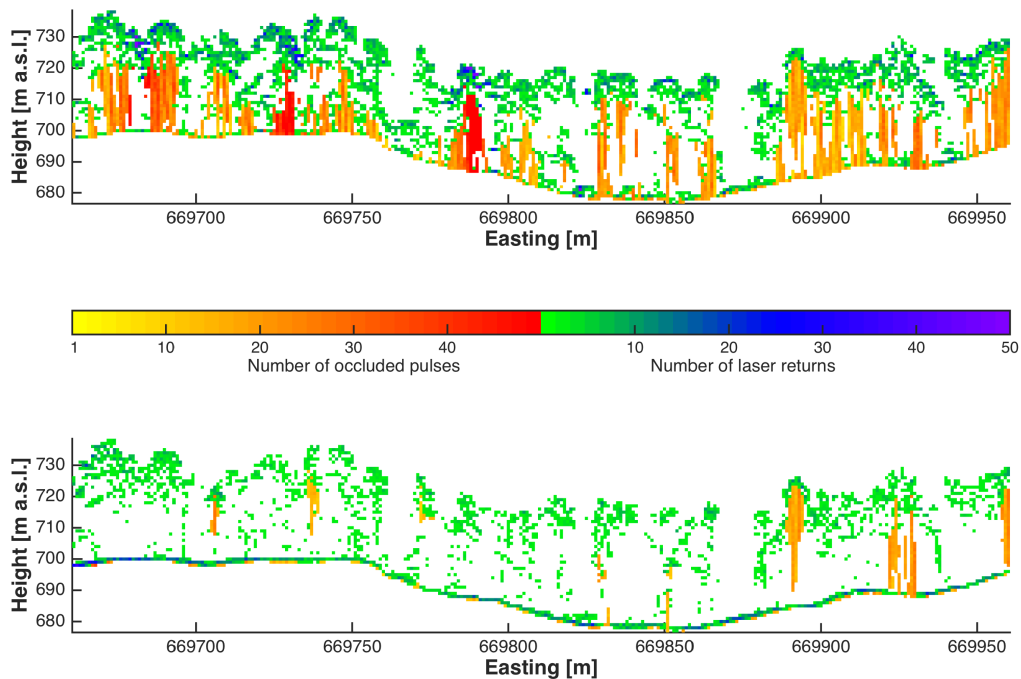 Height [m a.s.l.]
730
720
710
700
690
680
669700 669750 669800 669850 669900 669950
Easting [m]
1 10 20 30 40 10 20 30 40 50
Number of occluded pulses Number of laser returns
Height [m a.s.l.]
730
720
710
700
690
680
669700 669750 669800 669850 669900 669950
Easting [m]